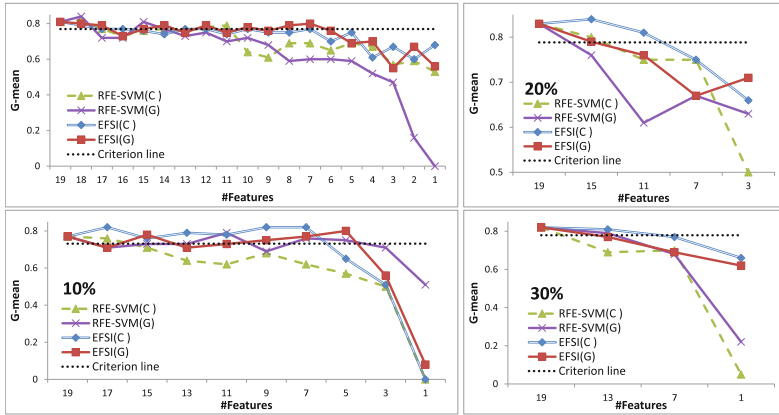 G-mean
0.8
0.6
0.4
0.2
0
RFE-SVM(C )
RFE-SVM(G)
EFSI(C )
EFSI(G)
Criterion line
19 18 17 16 15 14 13 12 11 10 9 8 7 6 5 4 3 2 1
#Features
G-mean
0.8
0.7
0.6
0.5
20%
RFE-SVM(C )
RFE-SVM(G)
EFSI(C )
EFSI(G)
Criterion line
19 15 11 7 3
#Features
G-mean
0.8
0.6
0.4
0.2
0
10%
RFE-SVM(C )
RFE-SVM(G)
EFSI(C )
EFSI(G)
Criterion line
19 17 15 13 11 9 7 5 3 1
#Features
G-mean
0.8
0.6
0.4
0.2
0
30%
RFE-SVM(C )
RFE-SVM(G)
EFSI(C )
EFSI(G)
Criterion line
19 13 7 1
#Features